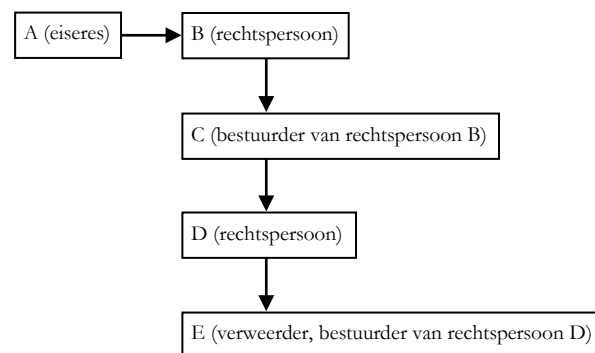 A (eiseres)
B (rechtspersoon)
C (bestuurder van rechtspersoon B)
D (rechtspersoon)
E (verweerder, bestuurder van rechtspersoon D)